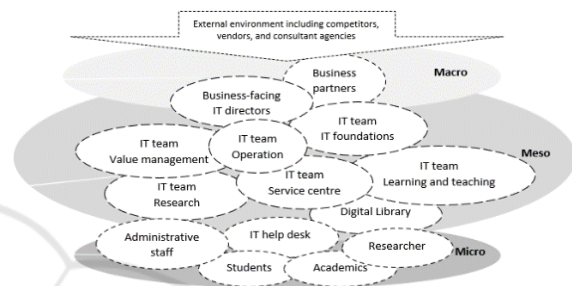 External environment including competitors,
vendors, and consultant agencies
Business
partners
Macro
Business-facing
IT directors
IT team
IT foundations
IT team
Operation
Meso
IT team
Value management
IT team
Service centre
IT team
Learning and teaching
IT team
Research
Digital Library
Administrative
staff
IT help desk
Researcher
Micro
Students
Academics